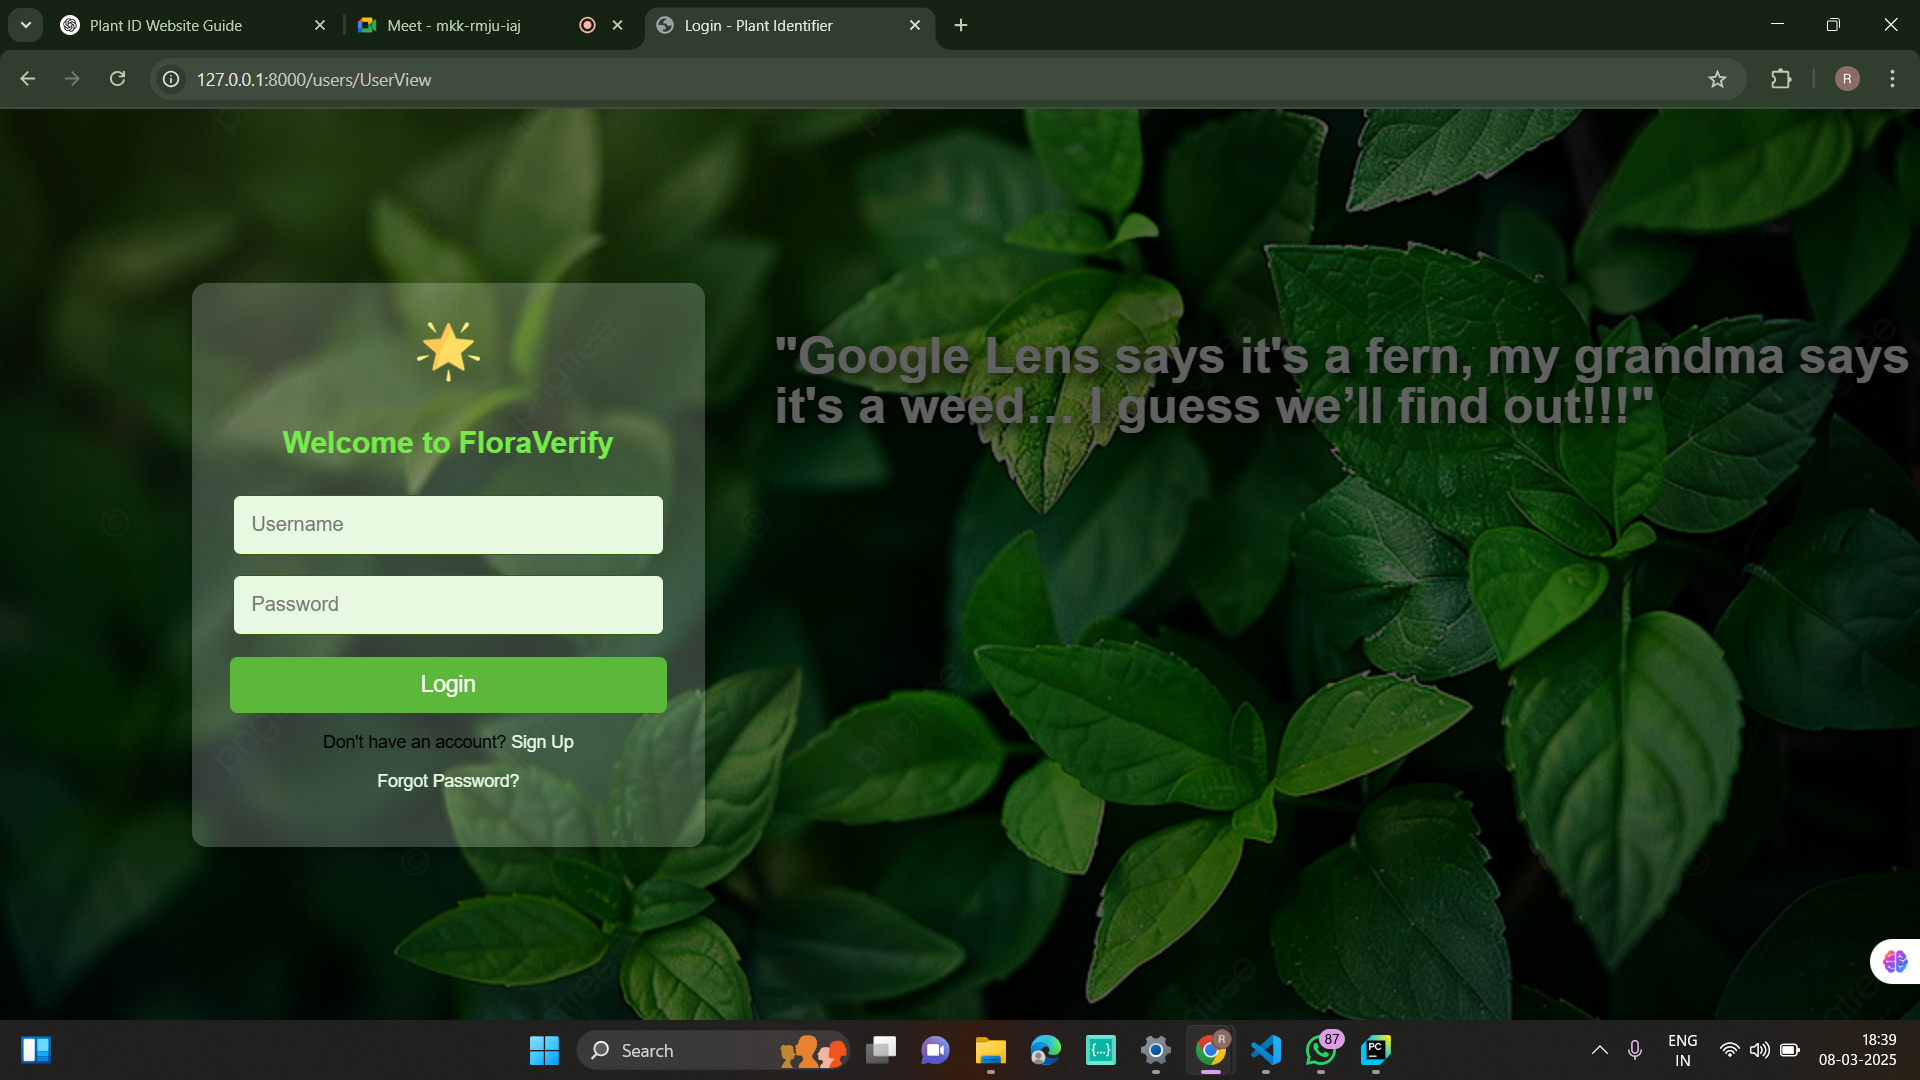 Plant ID Website Guide
Meet - mkk-rmju-iaj
Login - Plant Identifier
127.0.0.1:8000/users/UserView
R
"Google Lens says it's a fern, my grandma says
it's a weed… I guess we’ll find out!!!"
Welcome to FloraVerify
Username
Password
Login
Don't have an account? Sign Up
Forgot Password?
pngtree
Search
R
87
PC
ENG
IN
18:39
08-03-2025